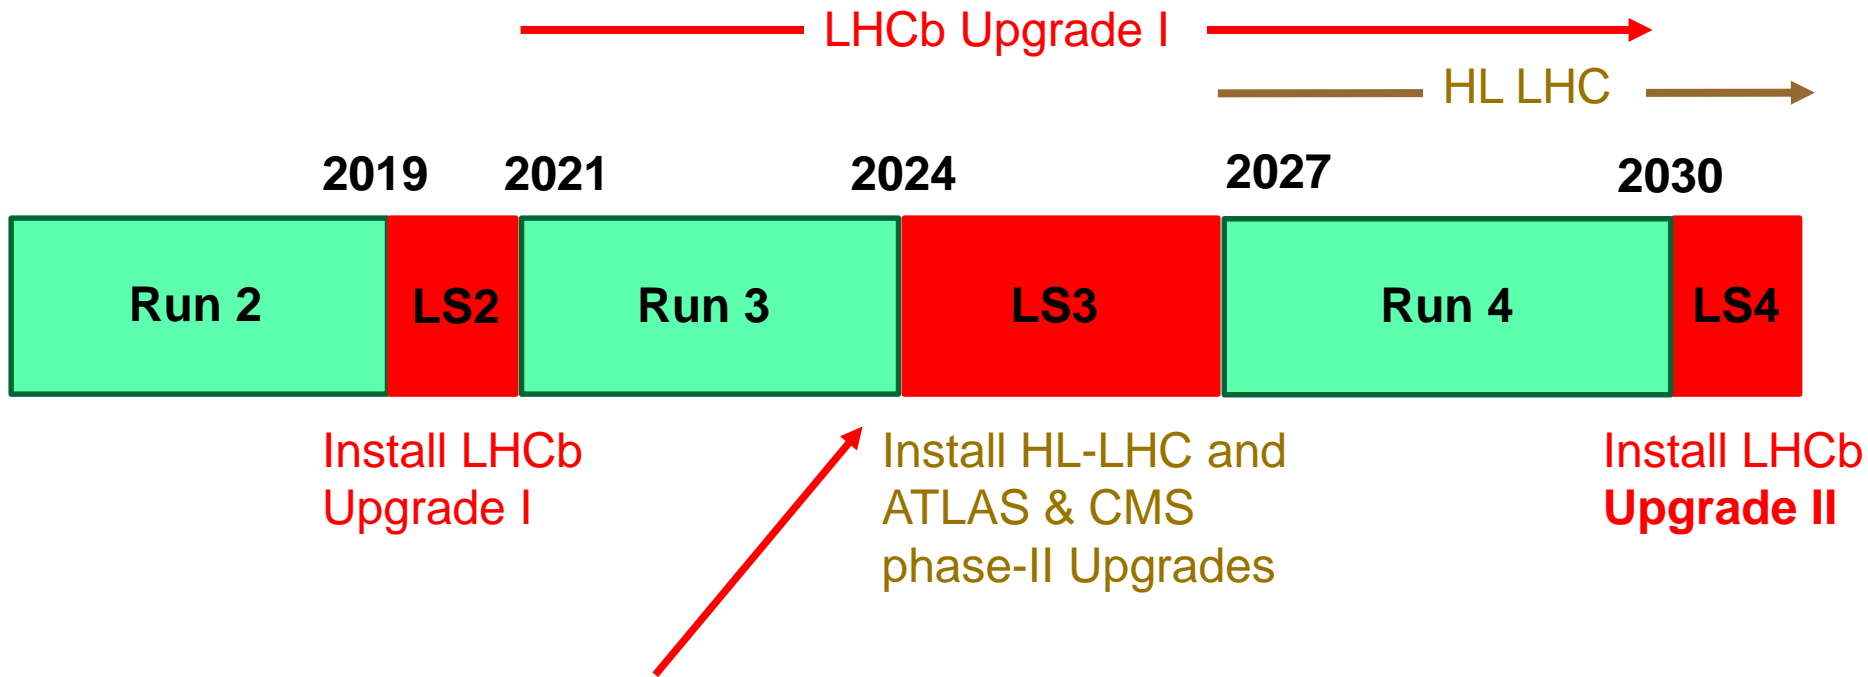 LHCb Upgrade I
HL LHC
2019
2021
2024
2027
2030
Run 2
LS2
Run 3
LS3
Run 4
LS4
Install LHCb
Upgrade I
Install HL-LHC and
ATLAS & CMS
phase-II Upgrades
Install LHCb
Upgrade II